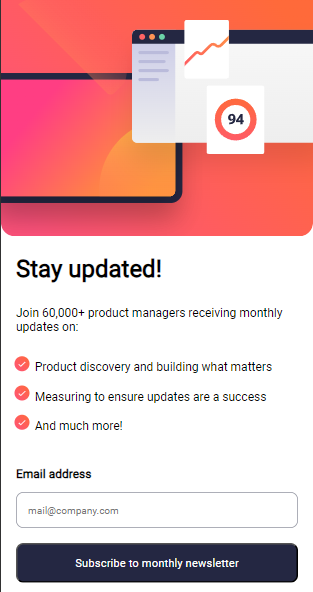 94
Stay updated!
Join 60,000+ product managers receiving monthly
updates on:
Product discovery and building what matters
Measuring to ensure updates are a success
And much more!
Email address
mail@company.com
Subscribe to monthly newsletter